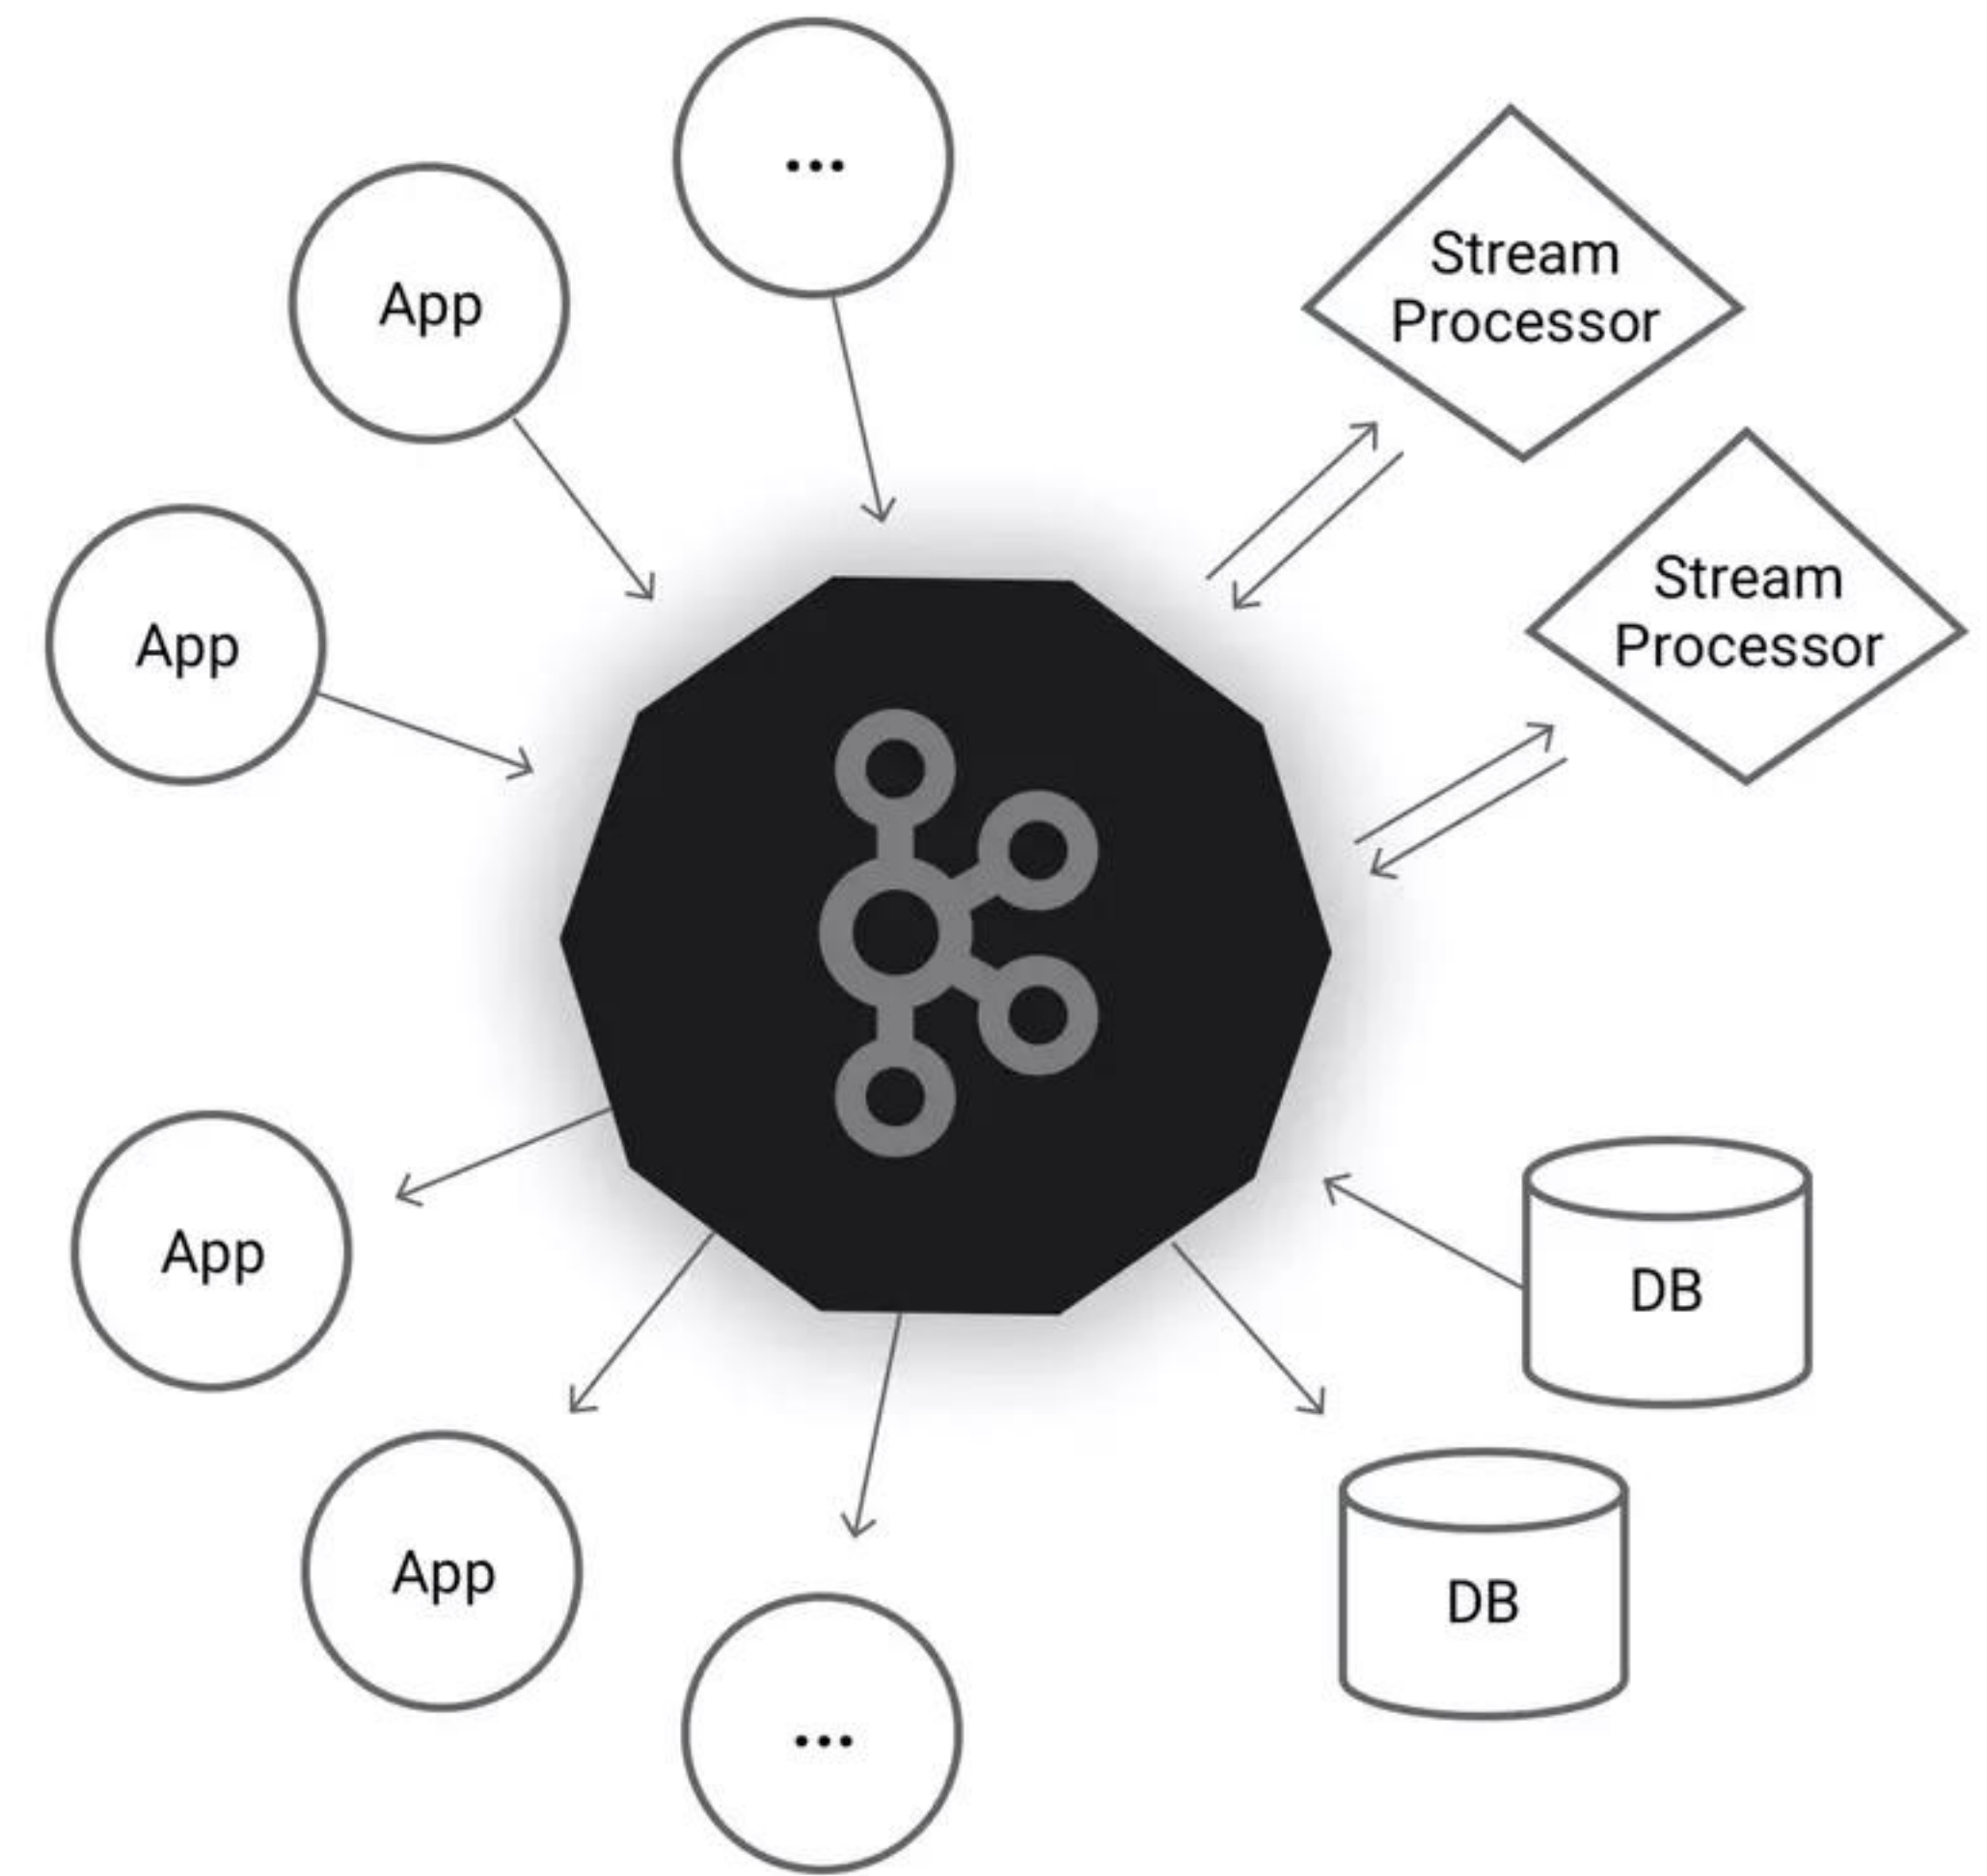 ...
App
Stream
Processor
App
Stream
Processor
App
DB
App
DB
...